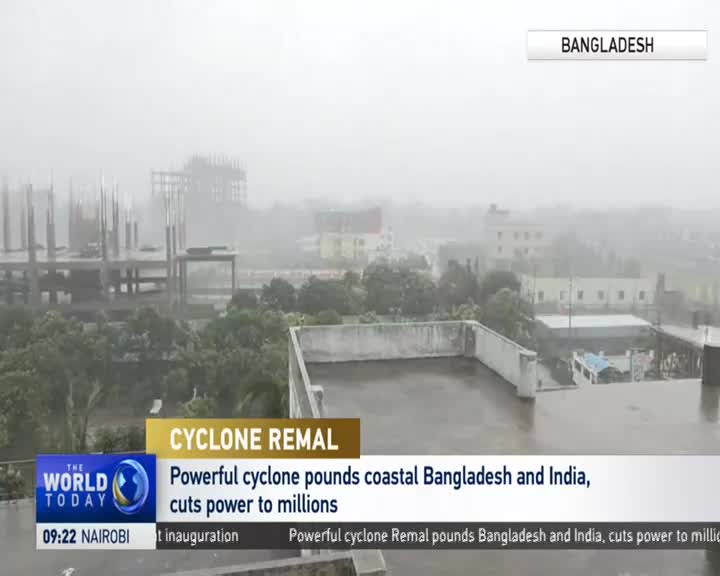 BANGLADESH
CYCLONE REMAL
Powerful cyclone pounds coastal Bangladesh and India,
cuts power to millions
THE
WORLD
TODAY
09:22 NAIROBI
t inauguration Powerful cyclone Remal pounds Bangladesh and India, cuts power to milli